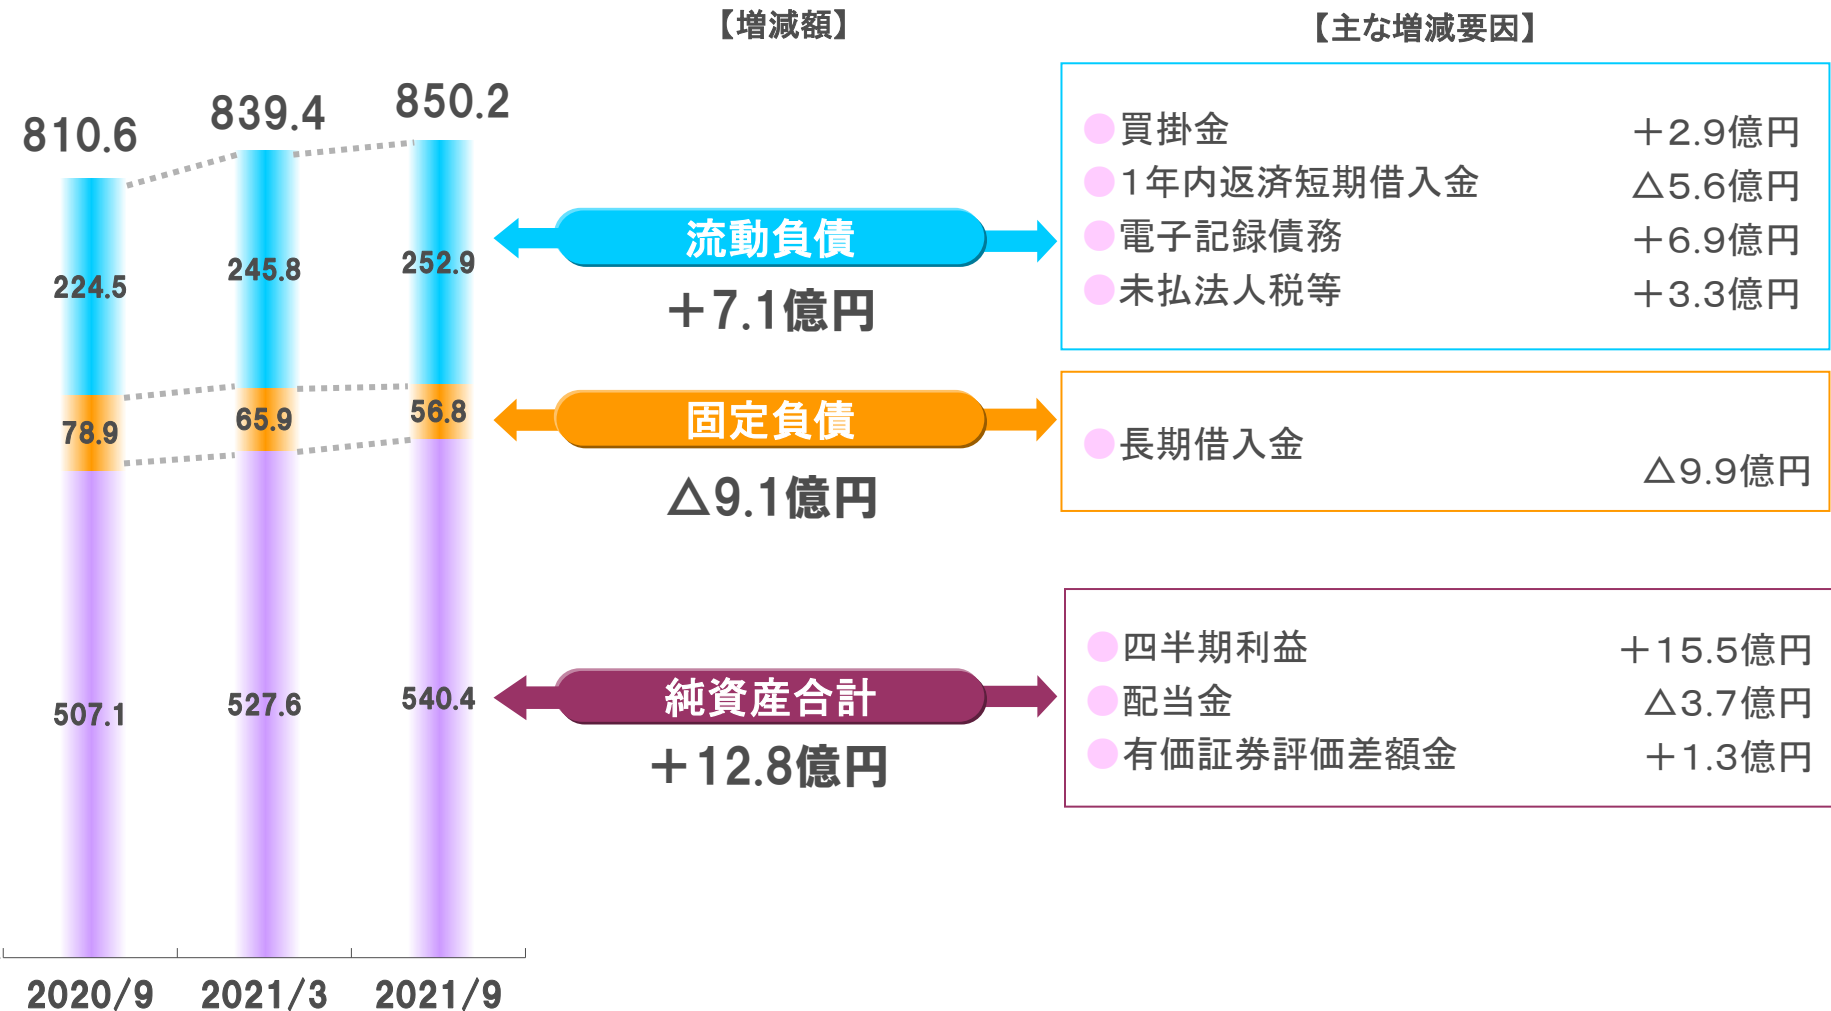 【増減額】
【主な増減要因】
810.6
839.4
850.2
224.5
245.8
252.9
78.9
65.9
56.8
507.1
527.6
540.4
2020/9
2021/3
2021/9
流動負債
＋7.1億円
●買掛金 ＋2.9億円
●1年内返済短期借入金 △5.6億円
●電子記録債務 ＋6.9億円
●未払法人税等 ＋3.3億円
固定負債
△9.1億円
●長期借入金 △9.9億円
純資産合計
＋12.8億円
●四半期利益 ＋15.5億円
●配当金 △3.7億円
●有価証券評価差額金 ＋1.3億円